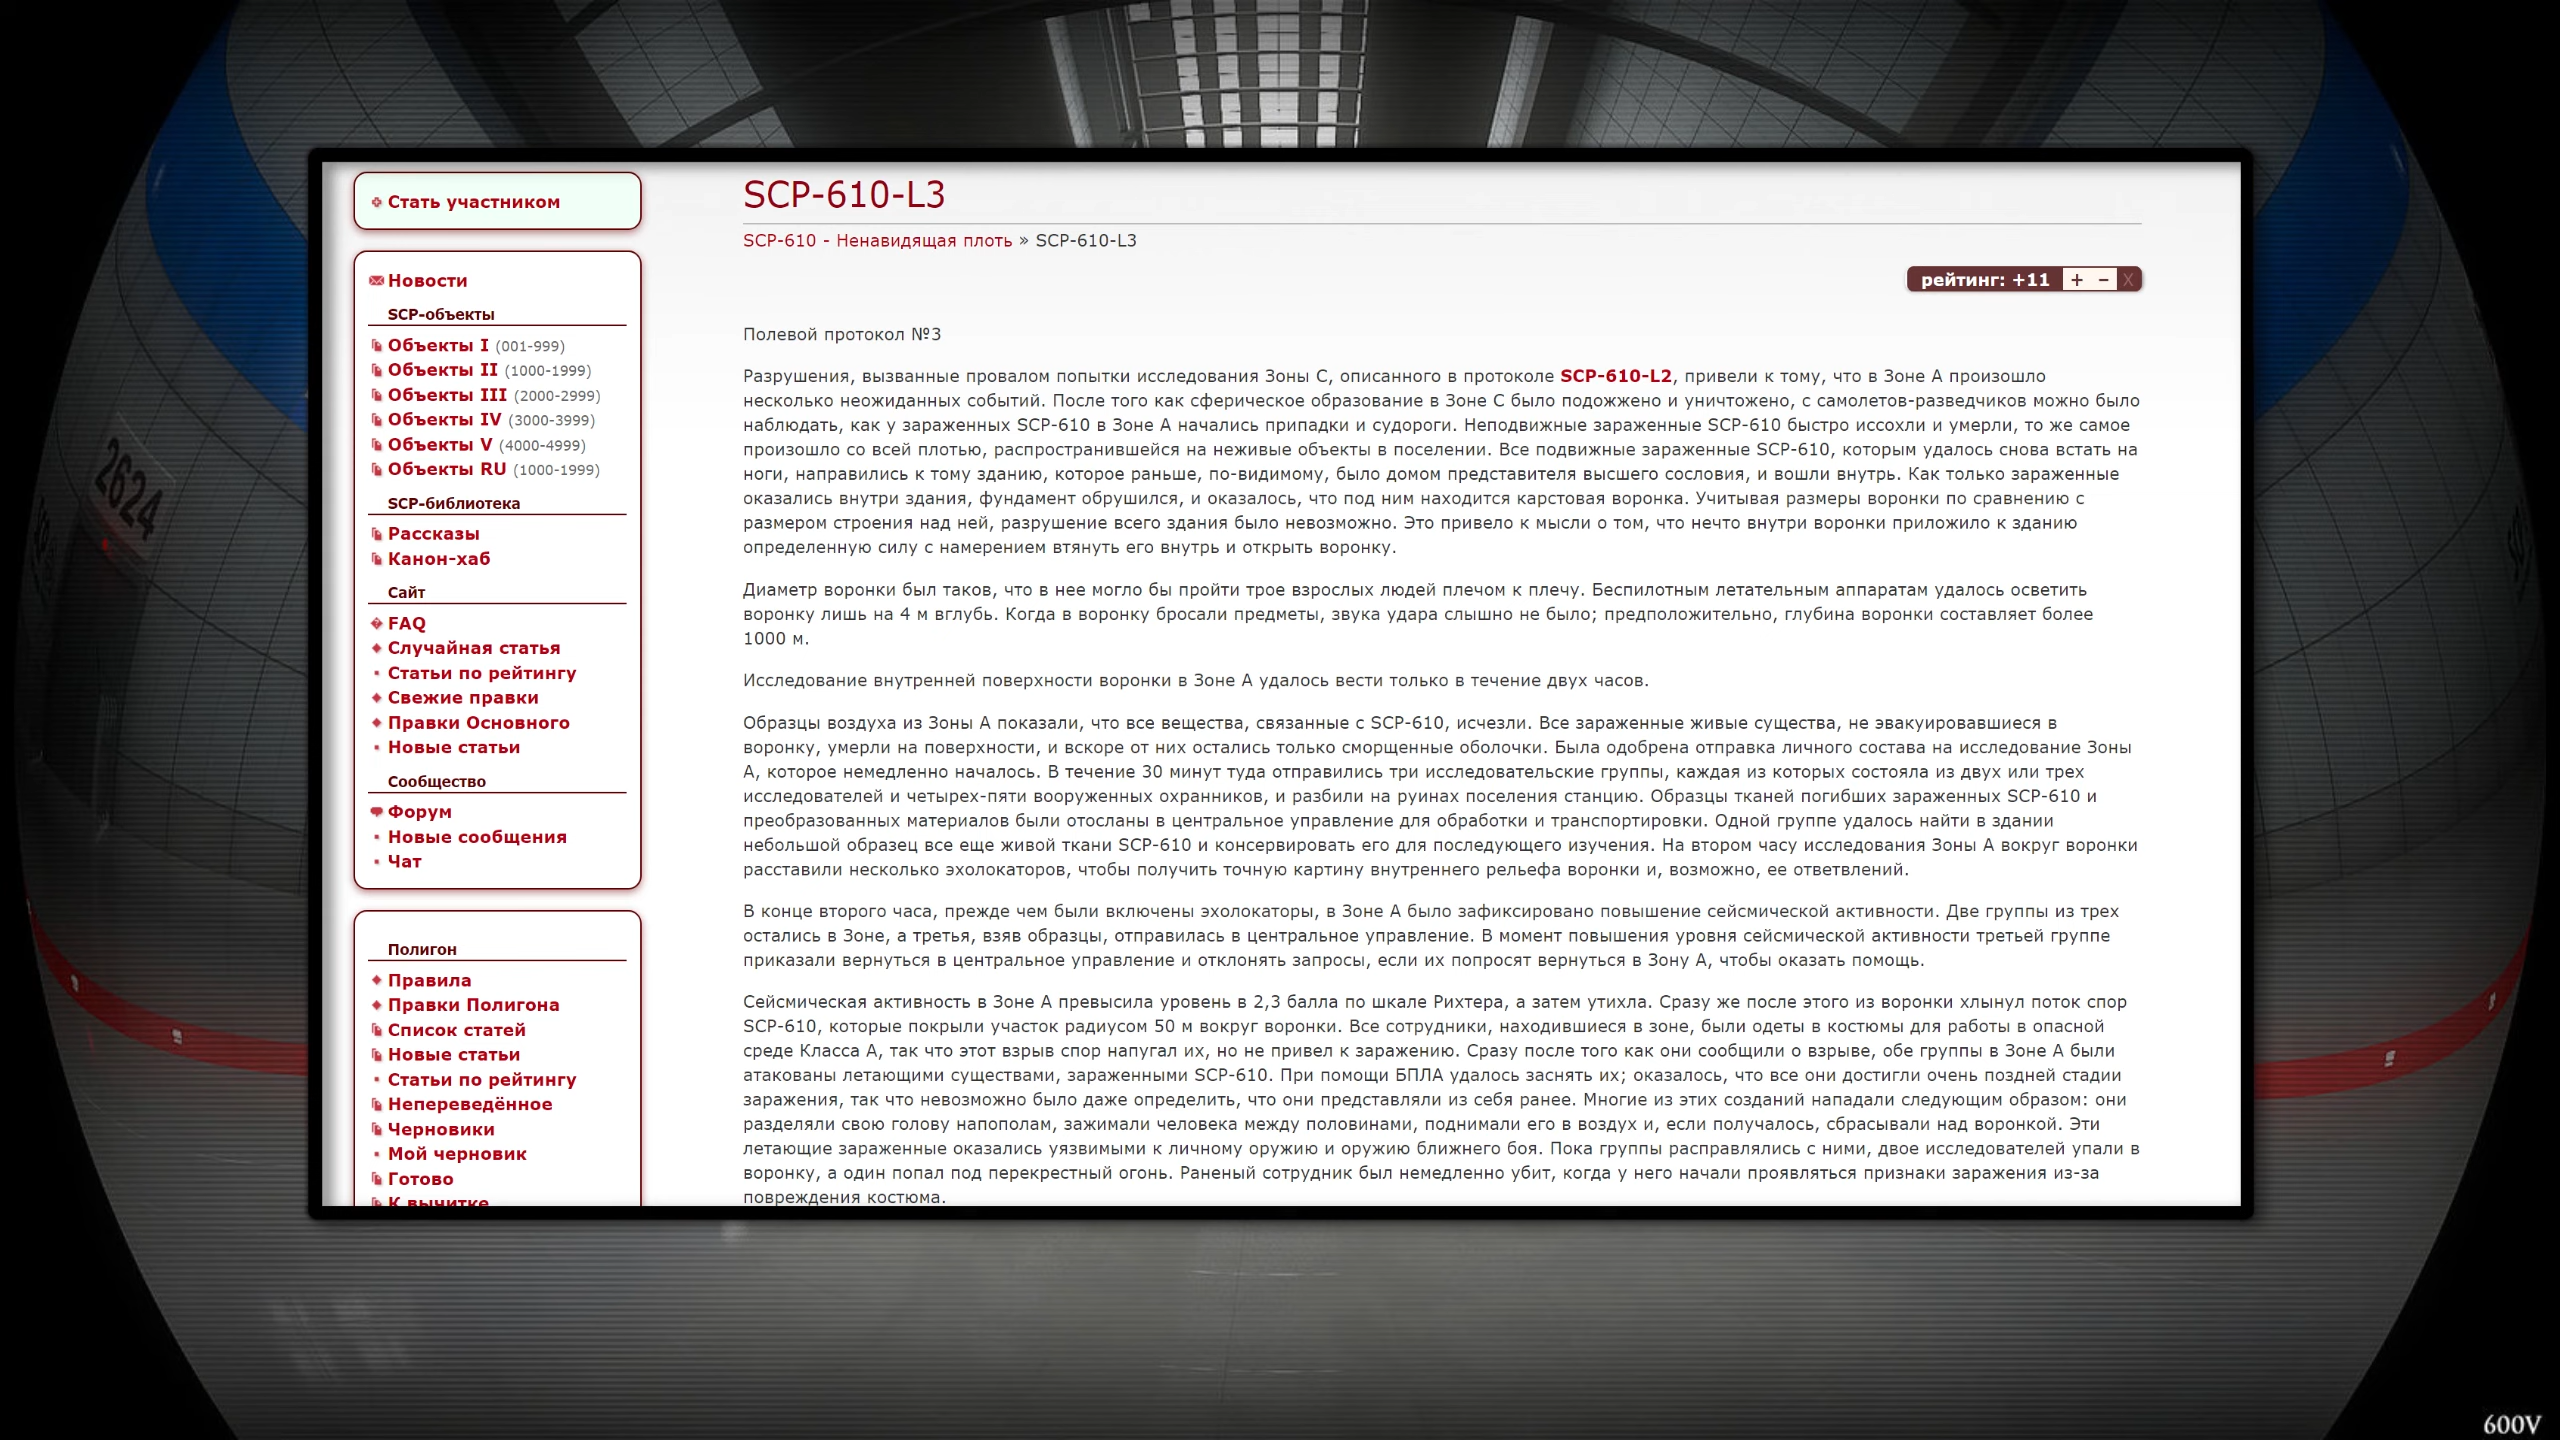 Стать участником
Новости
SCP-объекты
Объекты I (001-999)
Объекты II (1000-1999)
Объекты III (2000-2999)
Объекты IV (3000-3999)
Объекты V (4000-4999)
Объекты RU (1000-1999)
SCP-библиотека
Рассказы
Канон-хаб
Сайт
FAQ
Случайная статья
Статьи по рейтингу
Свежие правки
Правки Основного
Новые статьи
Сообщество
Форум
Новые сообщения
Чат
Полигон
Правила
Правки Полигона
Список статей
Новые статьи
Статьи по рейтингу
Непереведённое
Черновики
Мой черновик
Готово
К вычитке
SCP-610-L3
SCP-610 - Ненавидящая плоть » SCP-610-L3
рейтинг: +11 + – X
Полевой протокол №3
Разрушения, вызванные провалом попытки исследования Зоны С, описанного в протоколе SCP-610-L2, привели к тому, что в Зоне А произошло
несколько неожиданных событий. После того как сферическое образование в Зоне С было подожжено и уничтожено, с самолетов-разведчиков можно было
наблюдать, как у зараженных SCP-610 в Зоне А начались припадки и судороги. Неподвижные зараженные SCP-610 быстро иссохли и умерли, то же самое
произошло со всей плотью, распространившейся на неживые объекты в поселении. Все подвижные зараженные SCP-610, которым удалось снова встать на
ноги, направились к тому зданию, которое раньше, по-видимому, было домом представителя высшего сословия, и вошли внутрь. Как только зараженные
оказались внутри здания, фундамент обрушился, и оказалось, что под ним находится карстовая воронка. Учитывая размеры воронки по сравнению с
размером строения над ней, разрушение всего здания было невозможно. Это привело к мысли о том, что нечто внутри воронки приложило к зданию
определенную силу с намерением втянуть его внутрь и открыть воронку.
Диаметр воронки был таков, что в нее могло бы пройти трое взрослых людей плечом к плечу. Беспилотным летательным аппаратам удалось осветить
воронку лишь на 4 м вглубь. Когда в воронку бросали предметы, звука удара слышно не было; предположительно, глубина воронки составляет более
1000 м.
Исследование внутренней поверхности воронки в Зоне А удалось вести только в течение двух часов.
Образцы воздуха из Зоны А показали, что все вещества, связанные с SCP-610, исчезли. Все зараженные живые существа, не эвакуировавшиеся в
воронку, умерли на поверхности, и вскоре от них остались только сморщенные оболочки. Была одобрена отправка личного состава на исследование Зоны
А, которое немедленно началось. В течение 30 минут туда отправились три исследовательские группы, каждая из которых состояла из двух или трех
исследователей и четырех-пяти вооруженных охранников, и разбили на руинах поселения станцию. Образцы тканей погибших зараженных SCP-610 и
преобразованных материалов были отосланы в центральное управление для обработки и транспортировки. Одной группе удалось найти в здании
небольшой образец все еще живой ткани SCP-610 и консервировать его для последующего изучения. На втором часу исследования Зоны А вокруг воронки
расставили несколько эхолокаторов, чтобы получить точную картину внутреннего рельефа воронки и, возможно, ее ответвлений.
В конце второго часа, прежде чем были включены эхолокаторы, в Зоне А было зафиксировано повышение сейсмической активности. Две группы из трех
остались в Зоне, а третья, взяв образцы, отправилась в центральное управление. В момент повышения уровня сейсмической активности третьей группе
приказали вернуться в центральное управление и отклонять запросы, если их попросят вернуться в Зону А, чтобы оказать помощь.
Сейсмическая активность в Зоне А превысила уровень в 2,3 балла по шкале Рихтера, а затем утихла. Сразу же после этого из воронки хлынул поток спор
SCP-610, которые покрыли участок радиусом 50 м вокруг воронки. Все сотрудники, находившиеся в зоне, были одеты в костюмы для работы в опасной
среде Класса А, так что этот взрыв спор напугал их, но не привел к заражению. Сразу после того как они сообщили о взрыве, обе группы в Зоне А были
атакованы летающими существами, зараженными SCP-610. При помощи БПЛА удалось заснять их; оказалось, что все они достигли очень поздней стадии
заражения, так что невозможно было даже определить, что они представляли из себя ранее. Многие из этих созданий нападали следующим образом: они
разделяли свою голову напополам, зажимали человека между половинами, поднимали его в воздух и, если получалось, сбрасывали над воронкой. Эти
летающие зараженные оказались уязвимыми к личному оружию и оружию ближнего боя. Пока группы расправлялись с ними, двое исследователей упали в
воронку, а один попал под перекрестный огонь. Раненый сотрудник был немедленно убит, когда у него начали проявляться признаки заражения из-за
повреждения костюма.
2624
600V